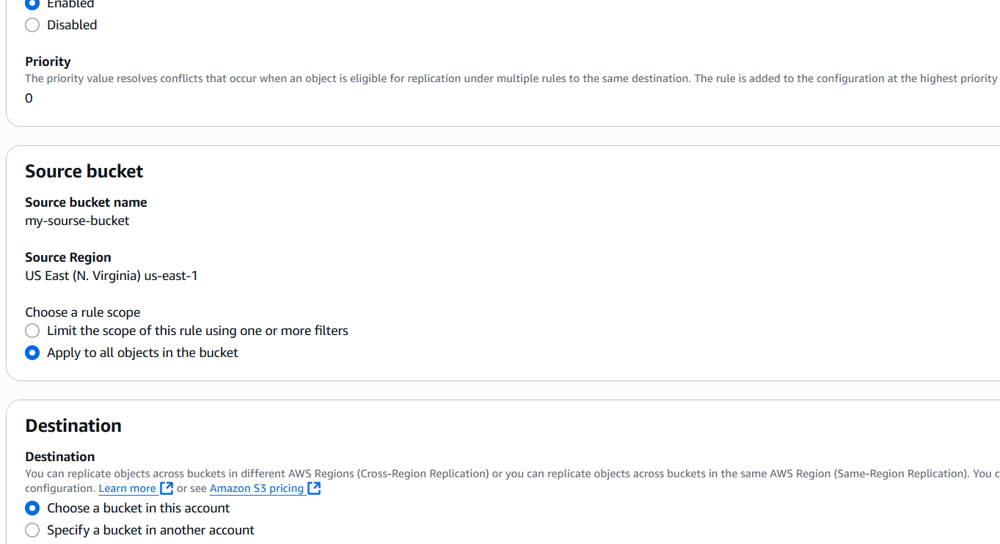 Enabled
Disabled
Priority
The priority value resolves conflicts that occur when an object is eligible for replication under multiple rules to the same destination. The rule is added to the configuration at the highest priority
0
Source bucket
Source bucket name
my-sourse-bucket
Source Region
US East (N. Virginia) us-east-1
Choose a rule scope
Limit the scope of this rule using one or more filters
Apply to all objects in the bucket
Destination
Destination
You can replicate objects across buckets in different AWS Regions (Cross-Region Replication) or you can replicate objects across buckets in the same AWS Region (Same-Region Replication). You c
configuration. Learn more or see Amazon S3 pricing
Choose a bucket in this account
Specify a bucket in another account